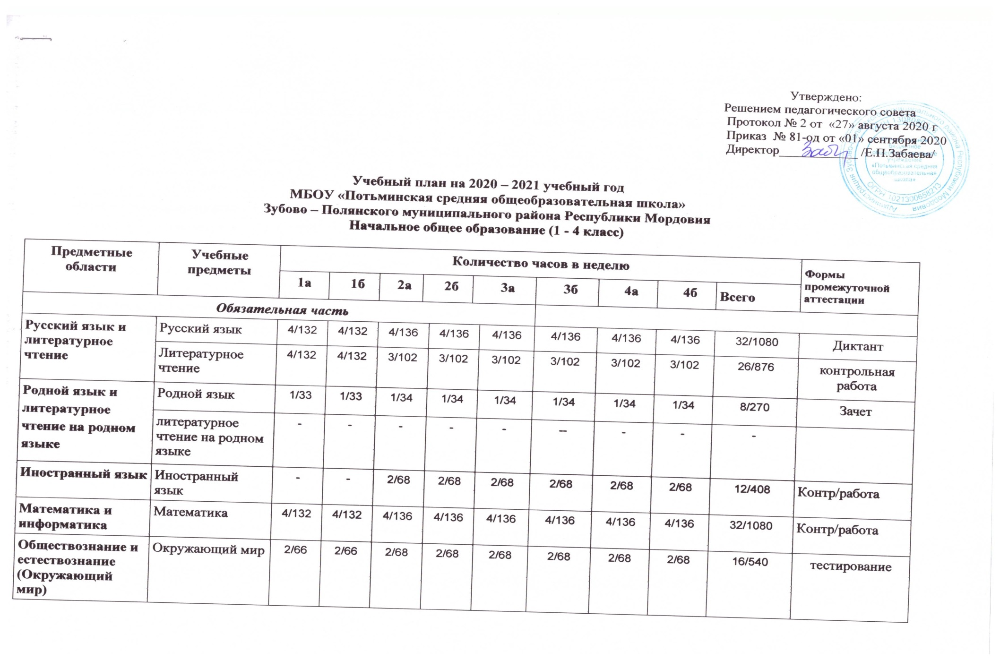 Утверждено:
Решением педагогического совета
Протокол № 2 от «27» августа 2020 г
Приказ № 81-од от «01» сентября 2020
Директор____________ /Е.П.Забаева/
муниципального района Республики Мордовия
Администрация
ОГРН 1021300658213
бюджетное
учреждение
«Потьминская средняя
общеобразовательная
школа»
Учебный план на 2020 – 2021 учебный год
МБОУ «Потьминская средняя общеобразовательная школа»
Зубово – Полянского муниципального района Республики Мордовия
Начальное общее образование (1 - 4 класс)
Предметные области Учебные предметы Количество часов в неделю Формы промежуточной аттестации
1а 1б 2а 2б 3а 3б 4а 4б Всего
Обязательная часть
Русский язык и литературное чтение Русский язык 4/132 4/132 4/136 4/136 4/136 4/136 4/136 4/136 32/1080 Диктант
Литературное чтение 4/132 4/132 3/102 3/102 3/102 3/102 3/102 3/102 26/876 контрольная работа
Родной язык и литературное чтение на родном языке Родной язык 1/33 1/33 1/34 1/34 1/34 1/34 1/34 1/34 8/270 Зачет
литературное чтение на родном языке - - - - - -- - - -
Иностранный язык Иностранный язык - - 2/68 2/68 2/68 2/68 2/68 2/68 12/408 Контр/работа
Математика и информатика Математика 4/132 4/132 4/136 4/136 4/136 4/136 4/136 4/136 32/1080 Контр/работа
Обществознание и естествознание (Окружающий мир) Окружающий мир 2/66 2/66 2/68 2/68 2/68 2/68 2/68 2/68 16/540 тестирование